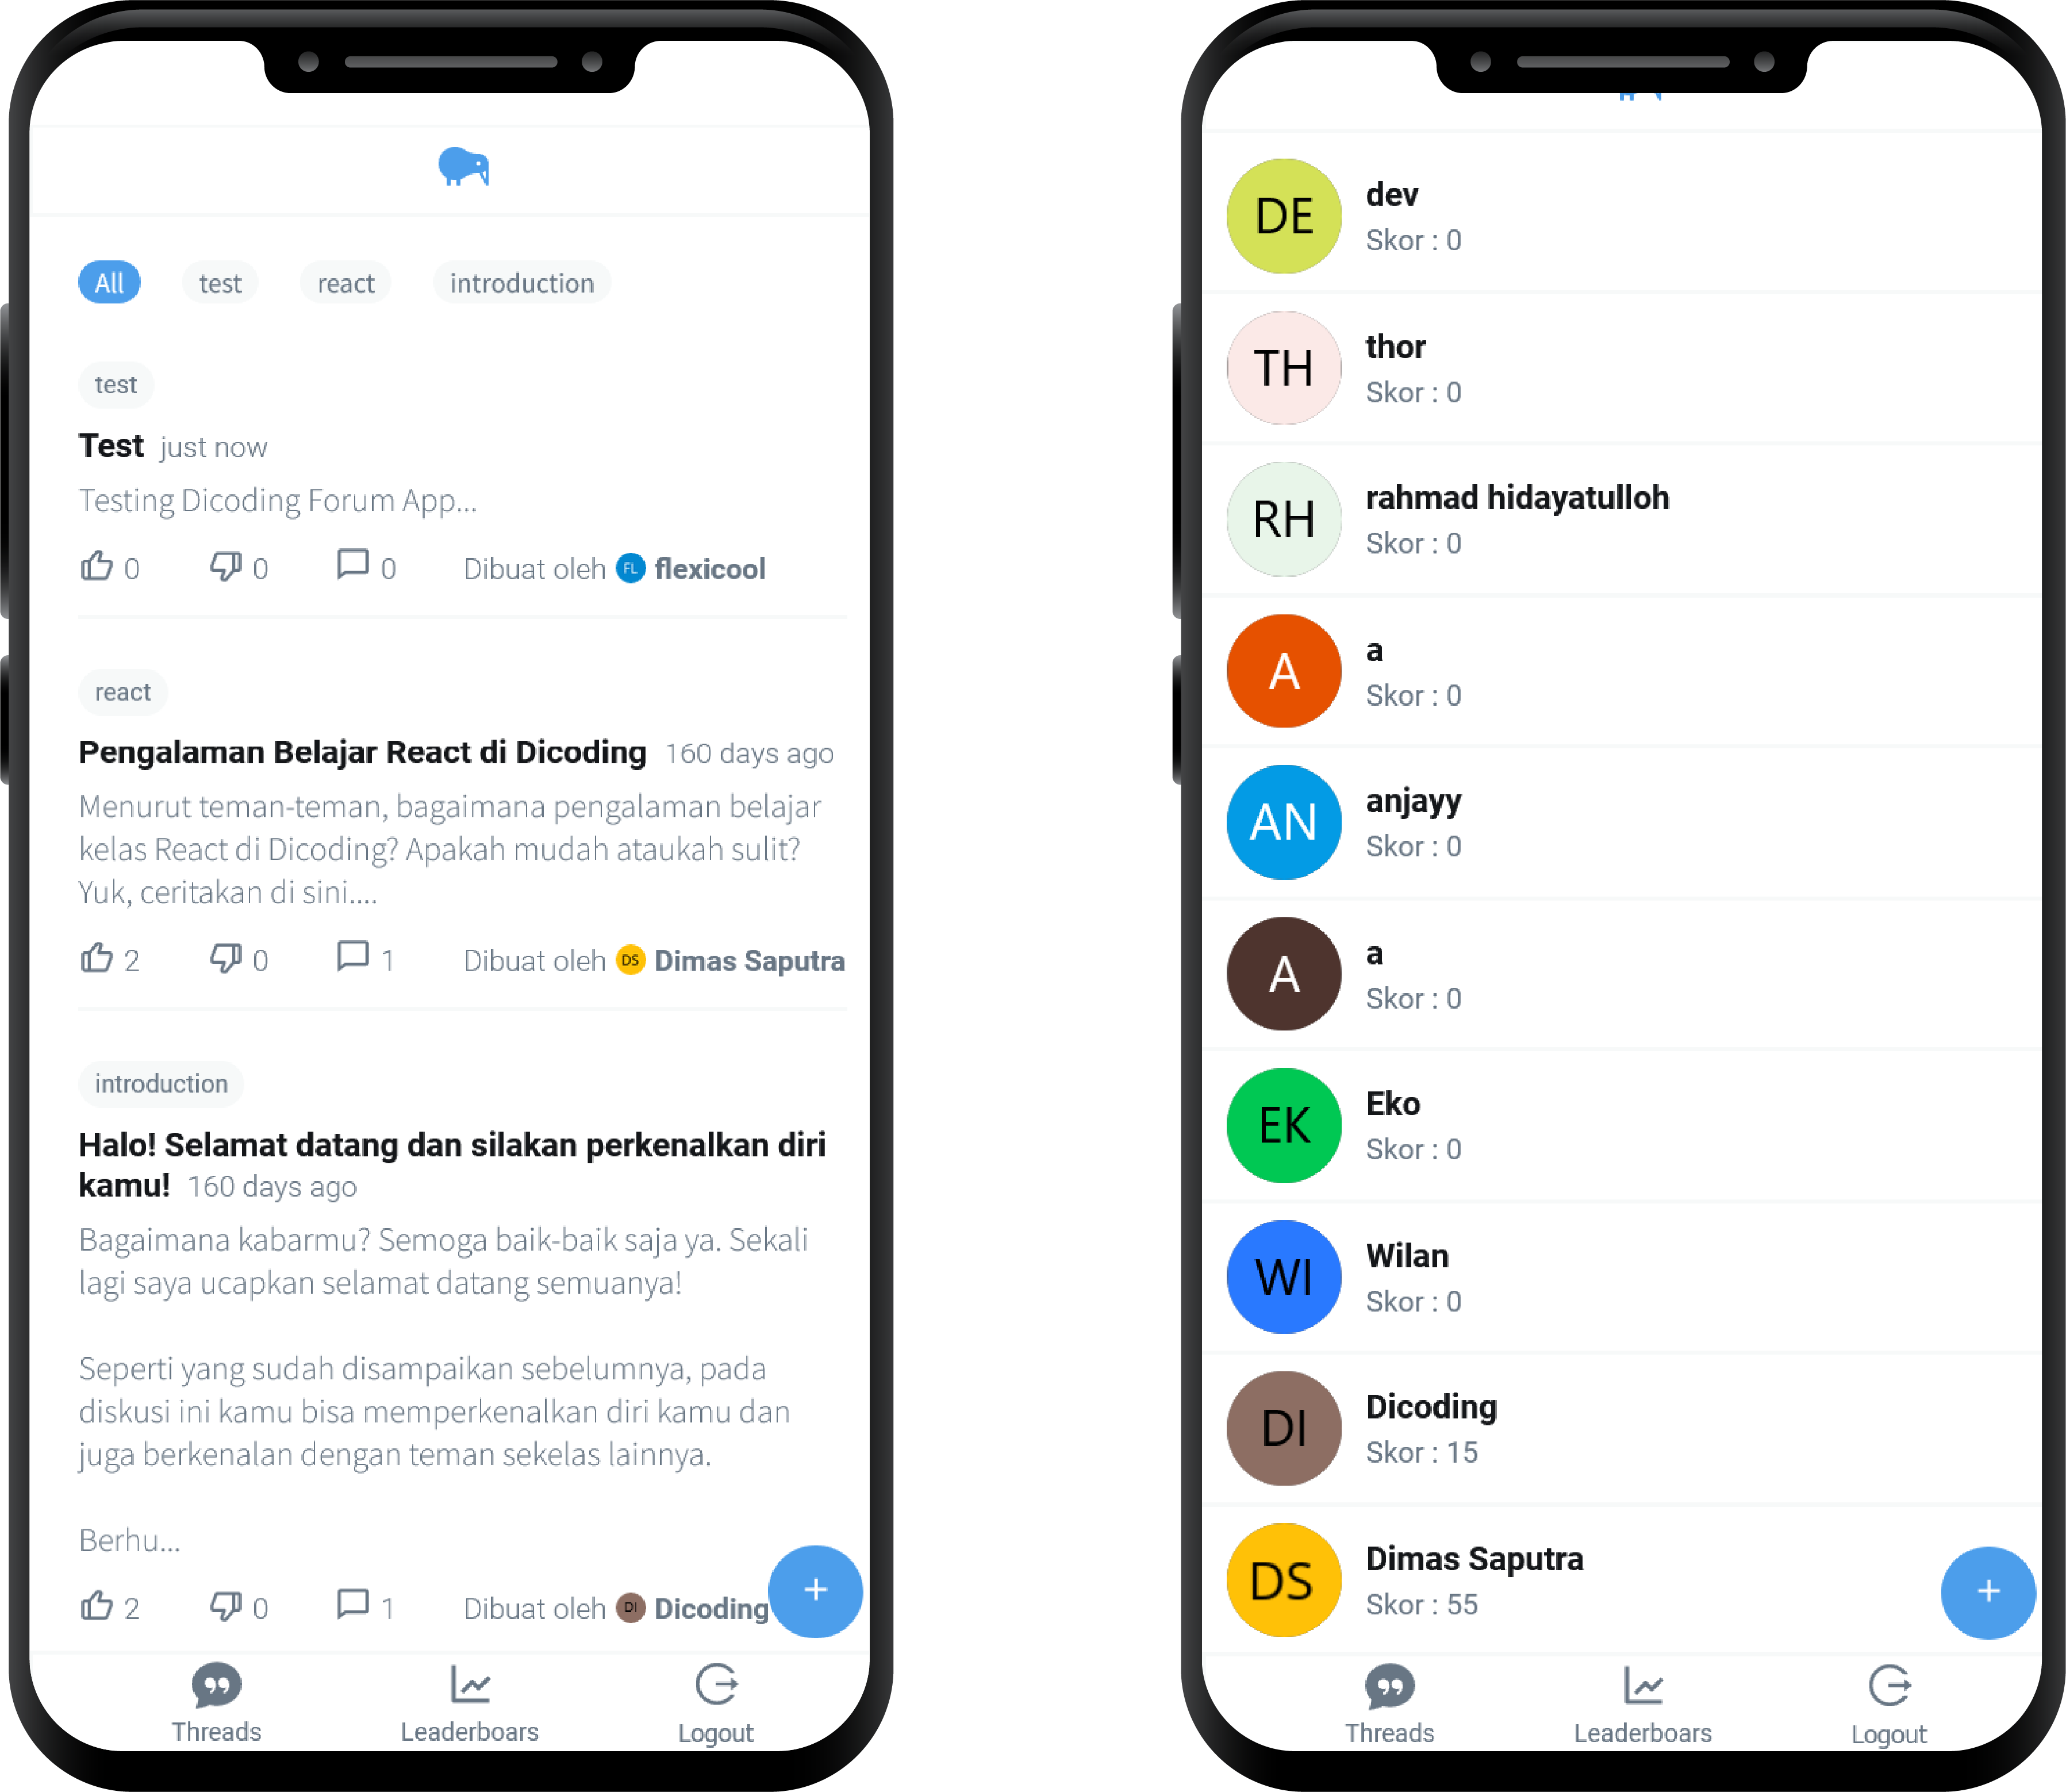 All test react introduction
test
Test just now
Testing Dicoding Forum App...
0 0 0 Dibuat oleh FL flexicool
react
Pengalaman Belajar React di Dicoding 160 days ago
Menurut teman-teman, bagaimana pengalaman belajar
kelas React di Dicoding? Apakah mudah ataukah sulit?
Yuk, ceritakan di sini....
2 0 1 Dibuat oleh DS Dimas Saputra
introduction
Halo! Selamat datang dan silakan perkenalkan diri
kamu! 160 days ago
Bagaimana kabarmu? Semoga baik-baik saja ya. Sekali
lagi saya ucapkan selamat datang semuanya!
Seperti yang sudah disampaikan sebelumnya, pada
diskusi ini kamu bisa memperkenalkan diri kamu dan
juga berkenalan dengan teman sekelas lainnya.
Berhu...
2 0 1 Dibuat oleh DI Dicoding
+
Threads Leaderboars Logout
DE dev
Skor : 0
TH thor
Skor : 0
RH rahmad hidayatulloh
Skor : 0
A a
Skor : 0
AN anjayy
Skor : 0
A a
Skor : 0
EK Eko
Skor : 0
WI Wilan
Skor : 0
DI Dicoding
Skor : 15
DS Dimas Saputra
Skor : 55
+
Threads Leaderboars Logout